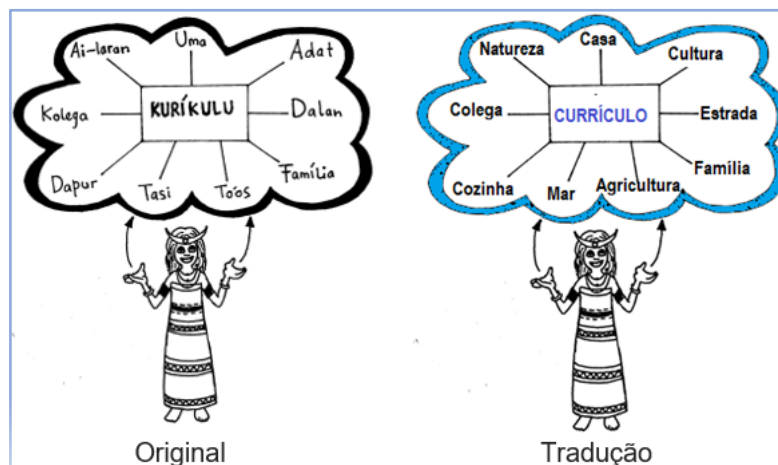 Uma
Ai-laran
Adat
Kolega
KURÍKULU
Dalan
Dapur
Tasi
To'os
Família
Original
Casa
Natureza
Cultura
Colega
CURRÍCULO
Estrada
Cozinha
Mar
Agricultura
Família
Tradução